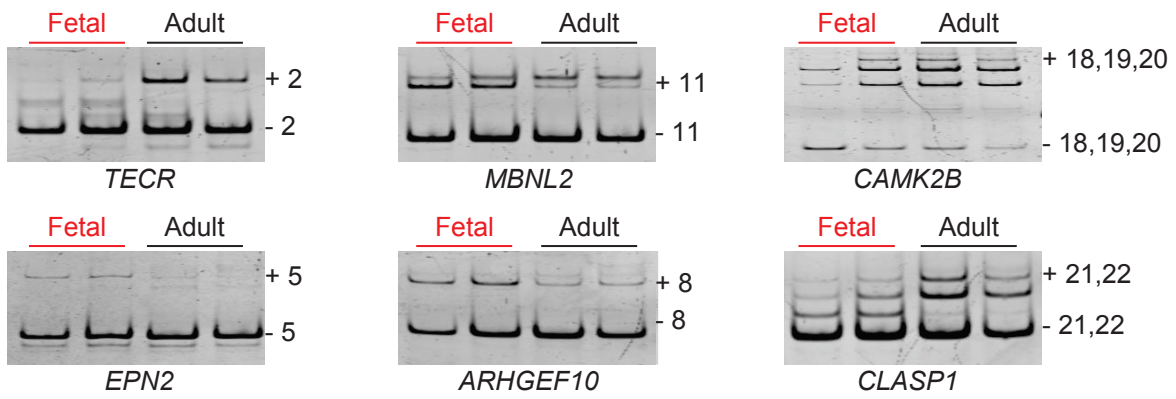 Fetal Adult Fetal Adult Fetal Adult
+ 2 + 11 + 18,19,20
- 2 - 11 - 18,19,20
TECR MBNL2 CAMK2B
Fetal Adult Fetal Adult Fetal Adult
+ 5 + 8 + 21,22
- 5 - 8 - 21,22
EPN2 ARHGEF10 CLASP1